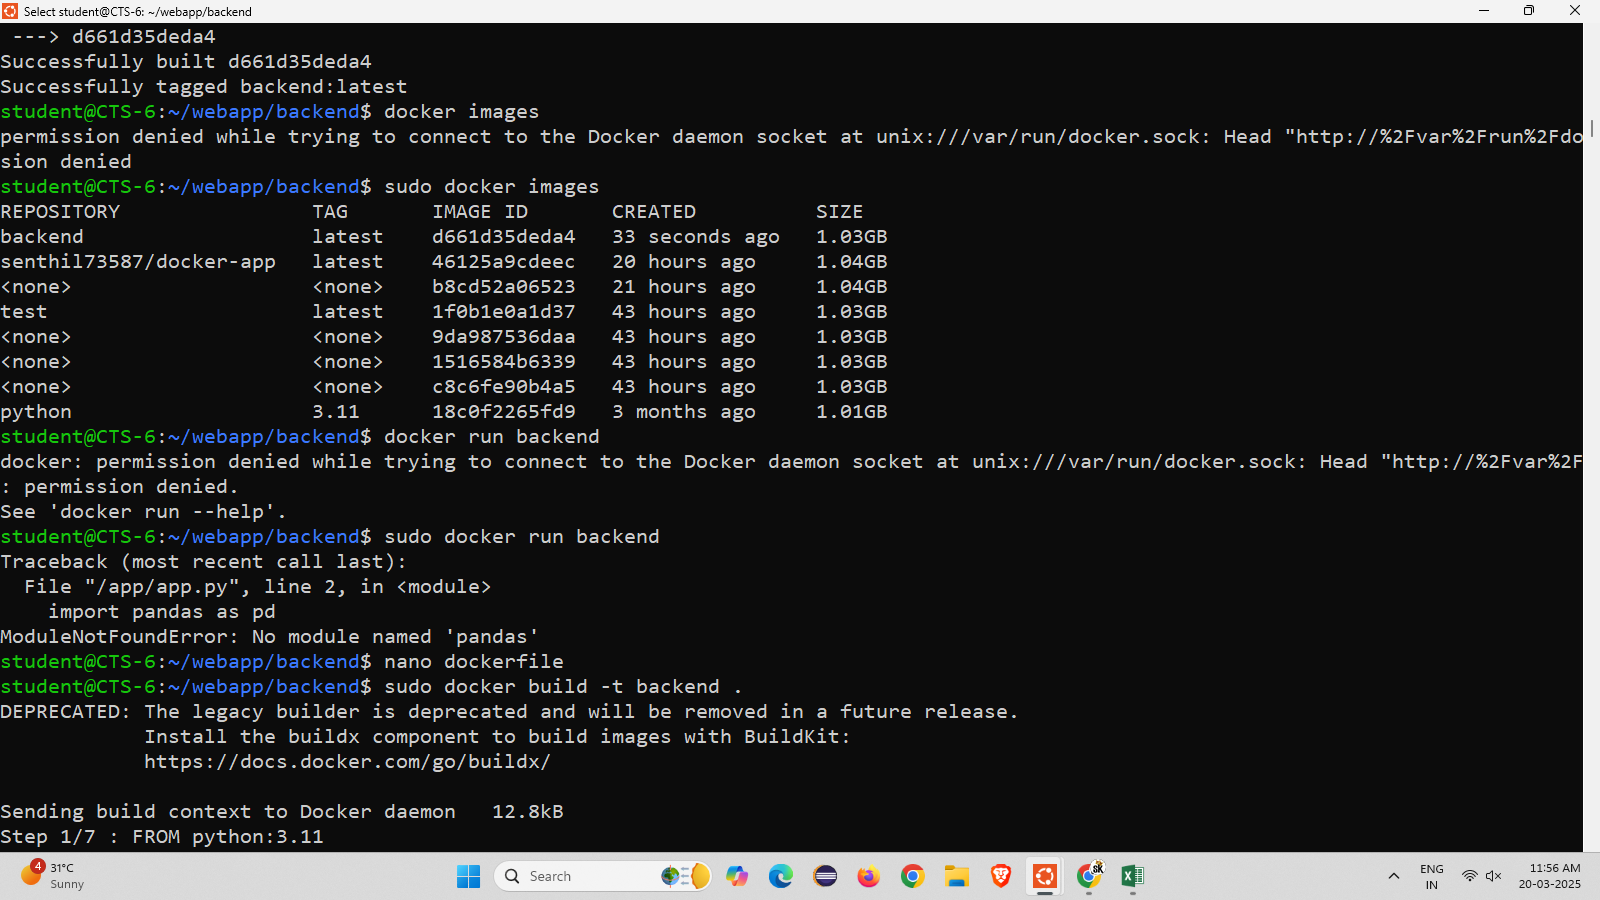 Select student@CTS-6: ~/webapp/backend
---> d661d35deda4
Successfully built d661d35deda4
Successfully tagged backend:latest
student@CTS-6:~/webapp/backend$ docker images
permission denied while trying to connect to the Docker daemon socket at unix:///var/run/docker.sock: Head "http://%2Fvar%2Frun%2Fdo
sion denied
student@CTS-6:~/webapp/backend$ sudo docker images
REPOSITORY                TAG       IMAGE ID       CREATED          SIZE
backend                   latest    d661d35deda4   33 seconds ago   1.03GB
senthil73587/docker-app   latest    46125a9cdeec   20 hours ago     1.04GB
<none>                    <none>    b8cd52a06523   21 hours ago     1.04GB
test                      latest    1f0b1e0a1d37   43 hours ago     1.03GB
<none>                    <none>    9da987536daa   43 hours ago     1.03GB
<none>                    <none>    1516584b6339   43 hours ago     1.03GB
<none>                    <none>    c8c6fe90b4a5   43 hours ago     1.03GB
python                    3.11      18c0f2265fd9   3 months ago     1.01GB
student@CTS-6:~/webapp/backend$ docker run backend
docker: permission denied while trying to connect to the Docker daemon socket at unix:///var/run/docker.sock: Head "http://%2Fvar%2F
: permission denied.
See 'docker run --help'.
student@CTS-6:~/webapp/backend$ sudo docker run backend
Traceback (most recent call last):
  File "/app/app.py", line 2, in <module>
    import pandas as pd
ModuleNotFoundError: No module named 'pandas'
student@CTS-6:~/webapp/backend$ nano dockerfile
student@CTS-6:~/webapp/backend$ sudo docker build -t backend .
DEPRECATED: The legacy builder is deprecated and will be removed in a future release.
            Install the buildx component to build images with BuildKit:
            https://docs.docker.com/go/buildx/
Sending build context to Docker daemon   12.8kB
Step 1/7 : FROM python:3.11
4
31°C
Sunny
Search
SK
ENG
IN
11:56 AM
20-03-2025